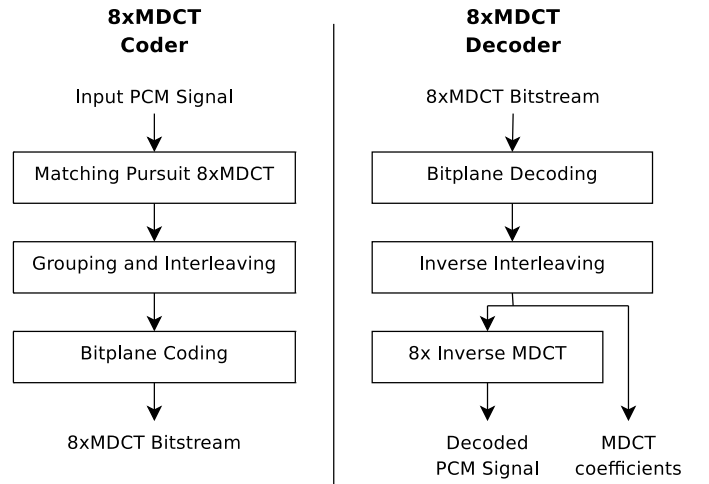 8xMDCT
Coder
Input PCM Signal
Matching Pursuit 8xMDCT
Grouping and Interleaving
Bitplane Coding
8xMDCT Bitstream
8xMDCT
Decoder
8xMDCT Bitstream
Bitplane Decoding
Inverse Interleaving
8x Inverse MDCT
Decoded
PCM Signal
MDCT
coefficients